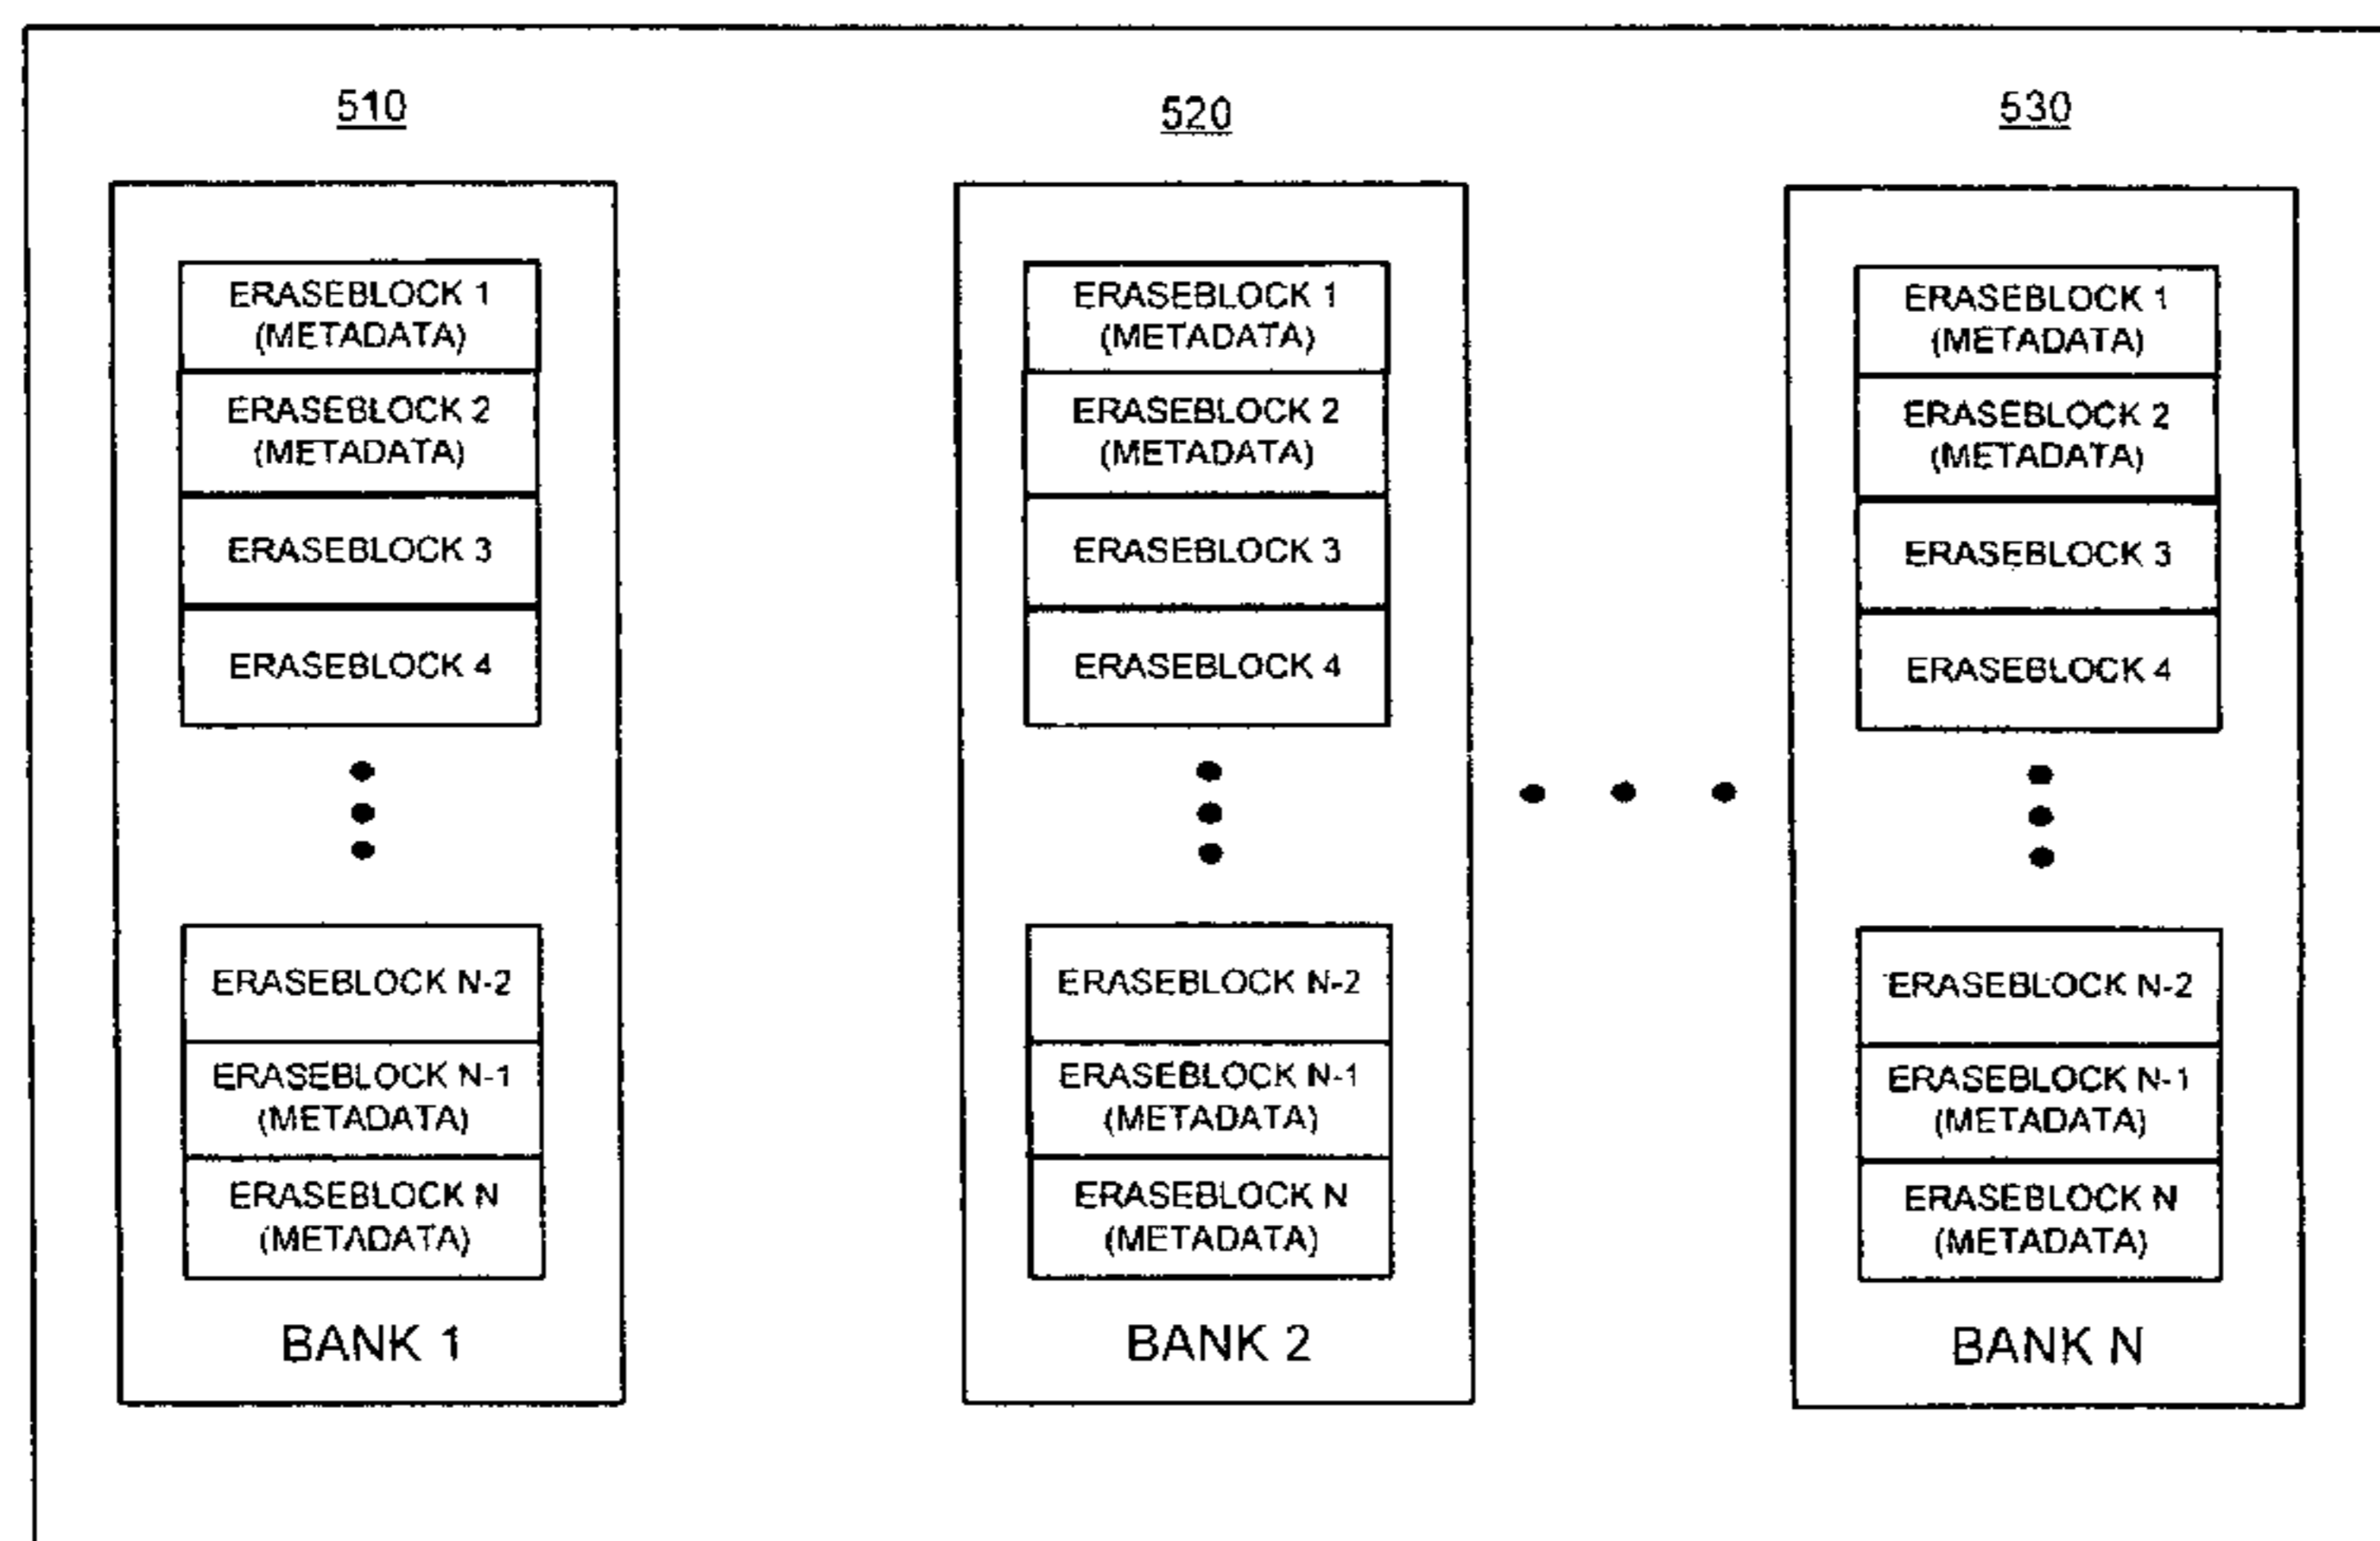 510
ERASEBLOCK 1
(METADATA)
ERASEBLOCK 2
(METADATA)
ERASEBLOCK 3
ERASEBLOCK 4
ERASEBLOCK N-2
ERASEBLOCK N-1
(METADATA)
ERASEBLOCK N
(METADATA)
BANK 1
520
ERASEBLOCK 1
(METADATA)
ERASEBLOCK 2
(METADATA)
ERASEBLOCK 3
ERASEBLOCK 4
ERASEBLOCK N-2
ERASEBLOCK N-1
(METADATA)
ERASEBLOCK N
(METADATA)
BANK 2
530
ERASEBLOCK 1
(METADATA)
ERASEBLOCK 2
(METADATA)
ERASEBLOCK 3
ERASEBLOCK 4
ERASEBLOCK N-2
ERASEBLOCK N-1
(METADATA)
ERASEBLOCK N
(METADATA)
BANK N